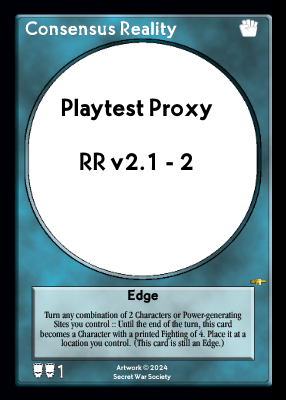 Consensus Reality
Playtest Proxy
RR v2.1 - 2
Edge
Turn any combination of 2 Characters or Power-generating
Sites you control :: Until the end of the turn, this card
becomes a Character with a printed Fighting of 4. Place it at a
location you control. (This card is still an Edge.)
1
Artwork © 2024
Secret War Society